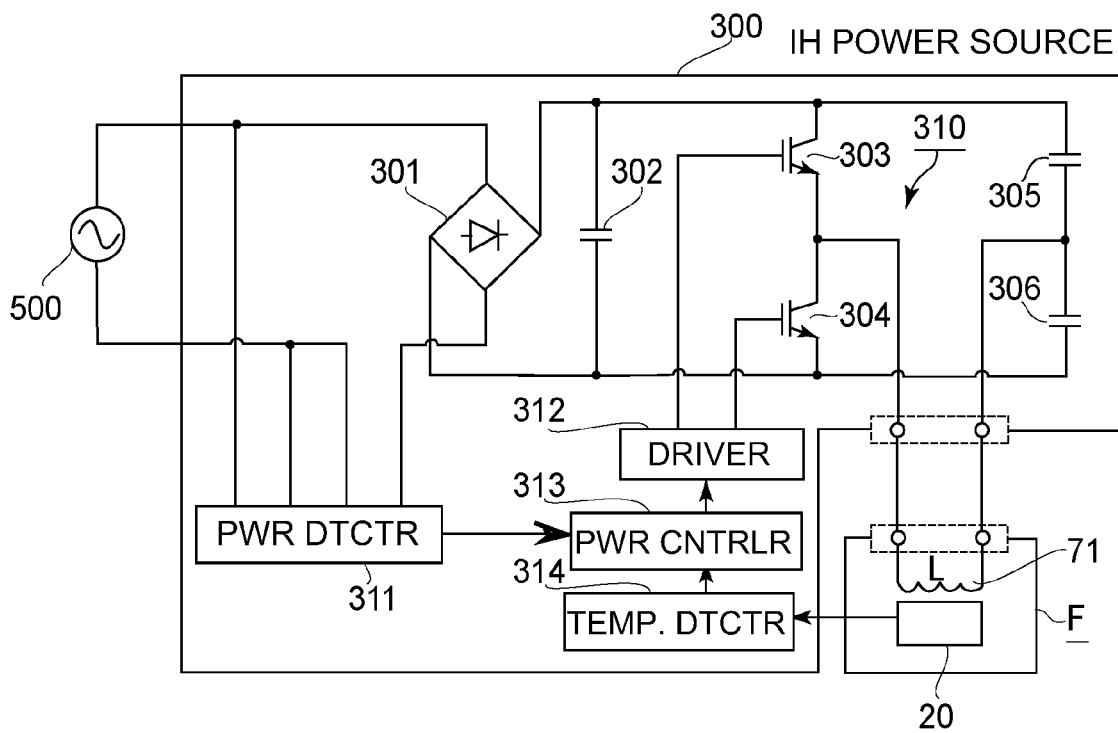 300
IH POWER SOURCE
310
301
302
303
305
500
304
306
312
DRIVER
313
PWR DTCTR
PWR CNTRLR
L
71
311
314
TEMP. DTCTR
F
20